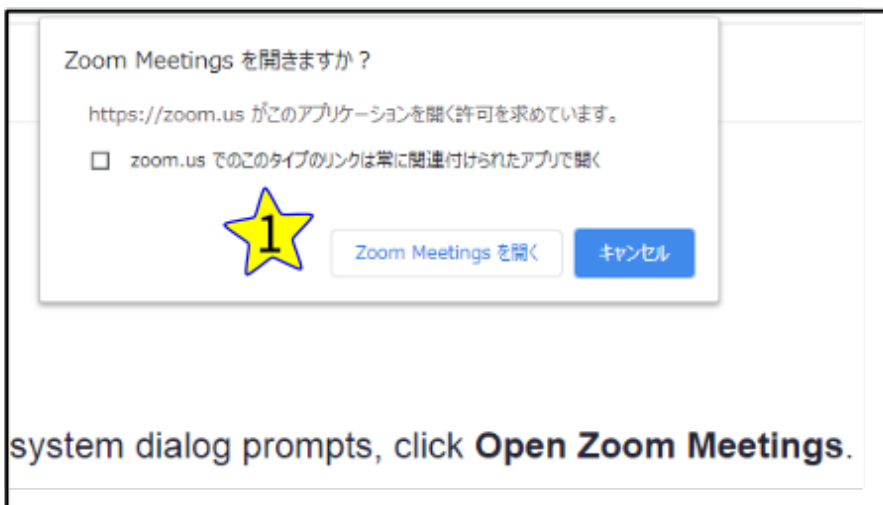 Zoom Meetings を開きますか？
https://zoom.us がこのアプリケーションを開く許可を求めています。
zoom.us でのこのタイプのリンクは常に関連付けられたアプリで開く
1
Zoom Meetings を開く
キャンセル
system dialog prompts, click Open Zoom Meetings.